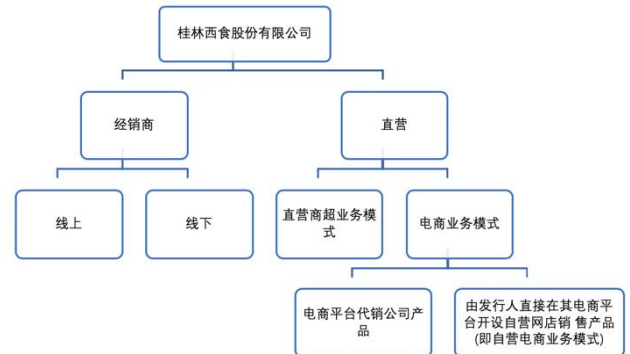 桂林西食股份有限公司
经销商
直营
线上
线下
直营商超业务模
式
电商业务模式
电商平台代销公司产
品
由发行人直接在其电商平
台开设自营网店销 售产品
(即自营电商业务模式)